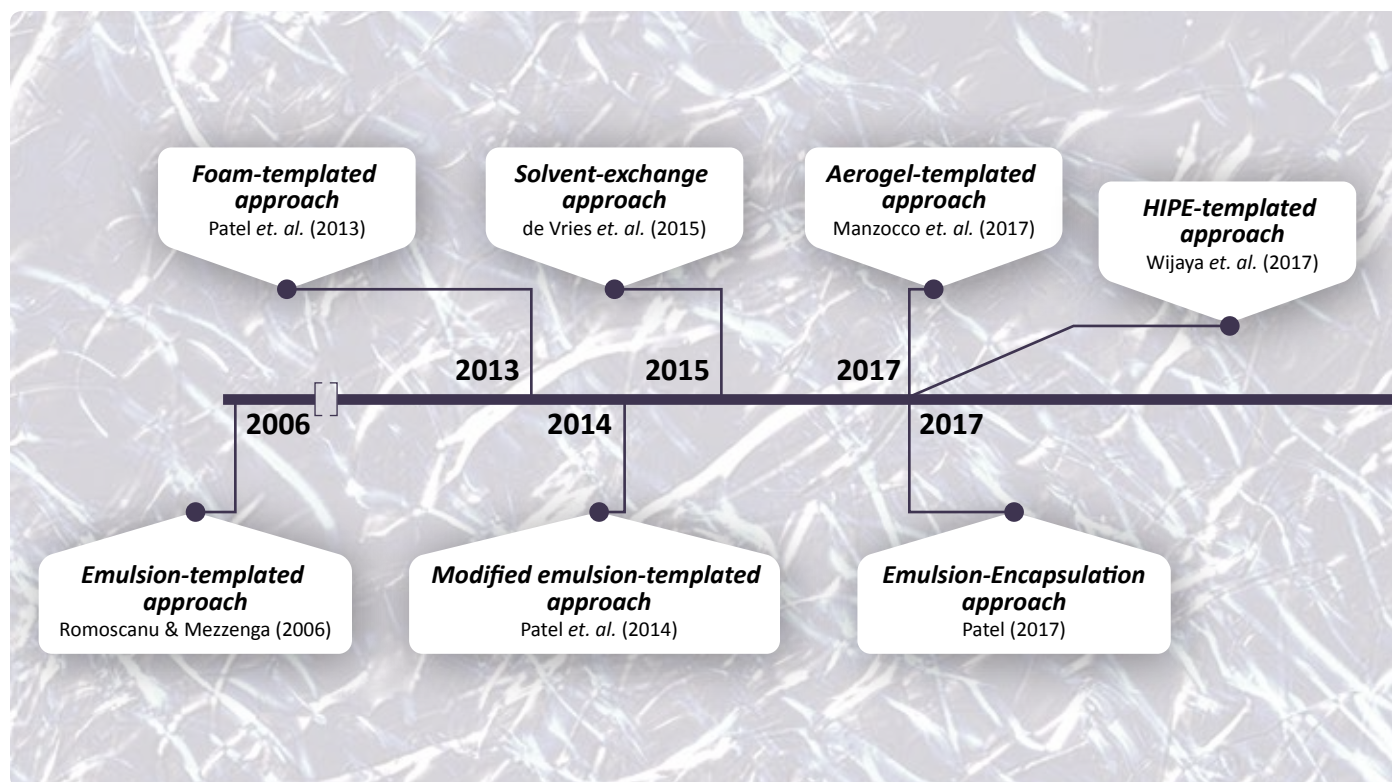 Foam-templated
approach
Patel et. al. (2013)
Solvent-exchange
approach
de Vries et. al. (2015)
Aerogel-templated
approach
Manzocco et. al. (2017)
HIPE-templated
approach
Wijaya et. al. (2017)
2013
2015
2017
2006
2014
2017
Emulsion-templated
approach
Romoscanu & Mezzenga (2006)
Modified emulsion-templated
approach
Patel et. al. (2014)
Emulsion-Encapsulation
approach
Patel (2017)